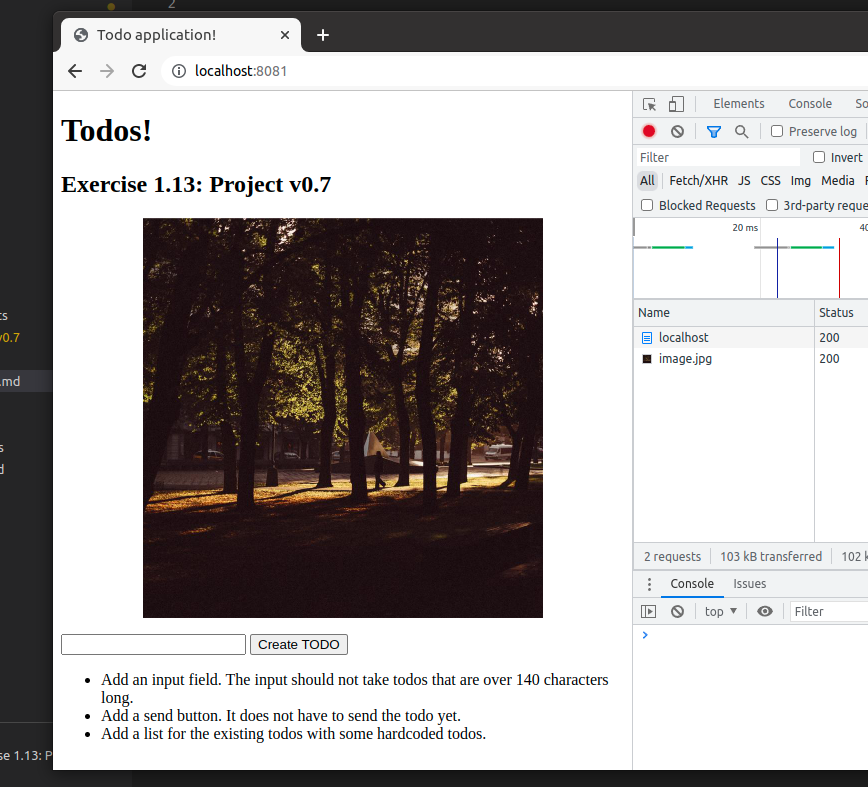 2
Todo application!
localhost:8081
Todos!
Exercise 1.13: Project v0.7
Create TODO
Add an input field. The input should not take todos that are over 140 characters
long.
Add a send button. It does not have to send the todo yet.
Add a list for the existing todos with some hardcoded todos.
Elements Console So
Preserve log
Filter Invert
All Fetch/XHR JS CSS Img Media F
Blocked Requests 3rd-party reque
20 ms 40
Name Status
localhost 200
image.jpg 200
2 requests 103 kB transferred 102 k
Console Issues
top Filter
ts
v0.7
.md
s
d
se 1.13: P